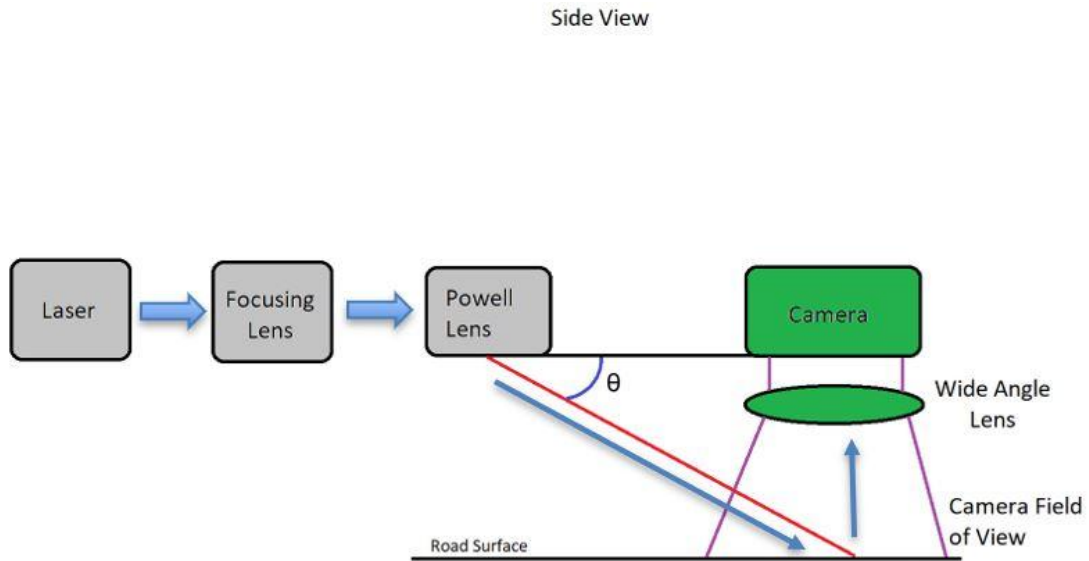 Side View
Laser
Focusing
Lens
Powell
Lens
Camera
θ
Wide Angle
Lens
Camera Field
of View
Road Surface